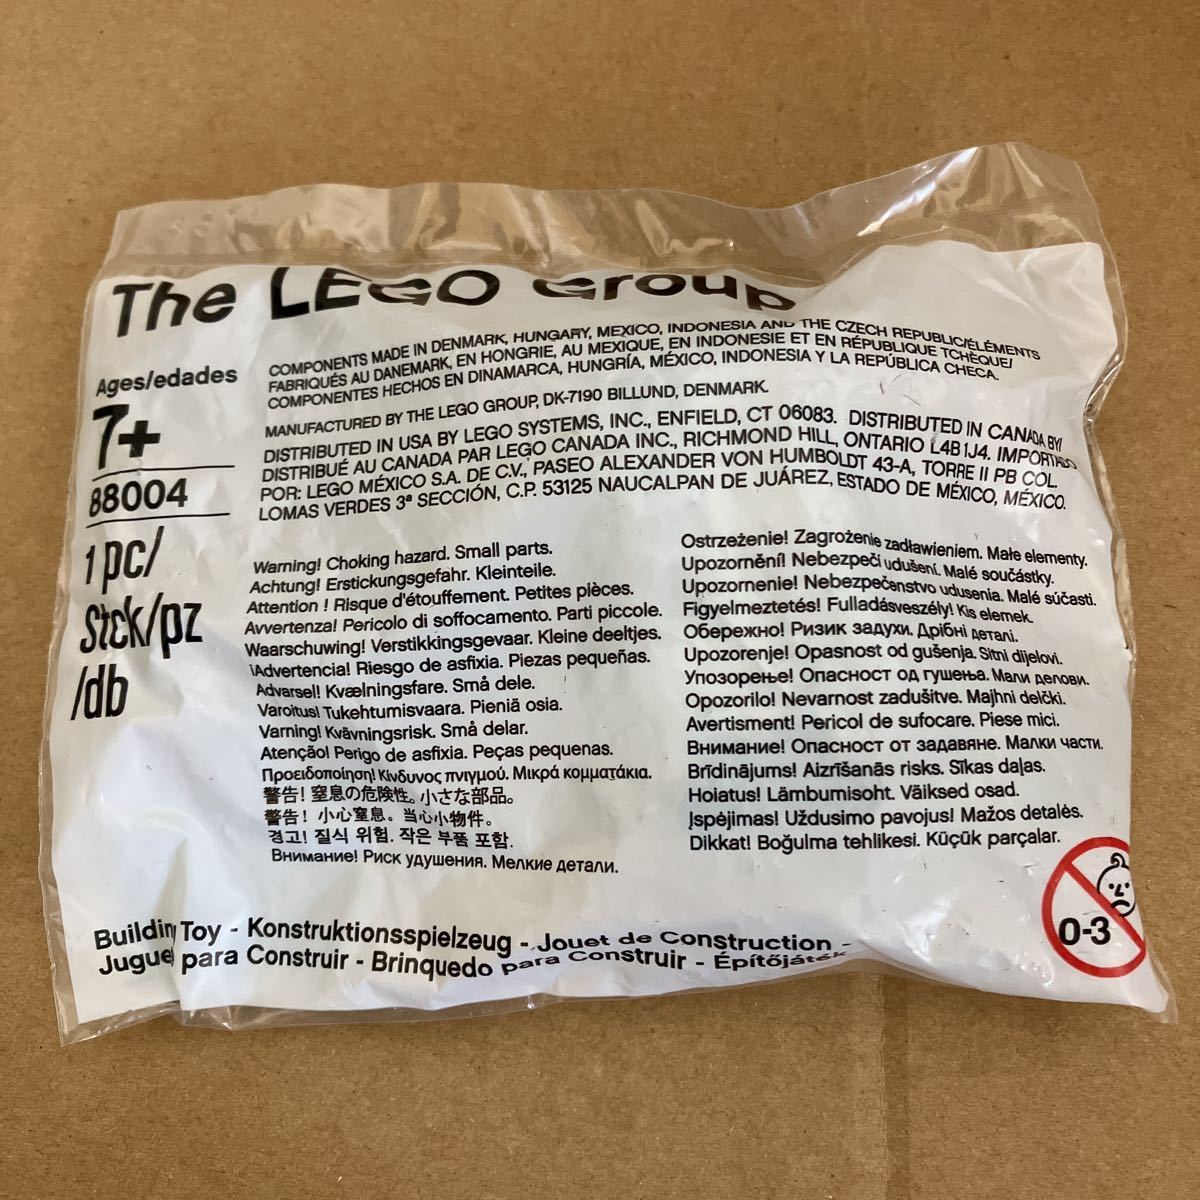 The LEGO Group
Ages/edades
7+
88004
1 pc/
Stck/pz
/db
COMPONENTS MADE IN DENMARK, HUNGARY, MEXICO, INDONESIA AND THE CZECH REPUBLIC/ÉLÉMENTS
FABRIQUÉS AU DANEMARK, EN HONGRIE, AU MEXIQUE, EN INDONESIE ET EN RÉPUBLIQUE TCHÈQUE/
COMPONENTES HECHOS EN DINAMARCA, HUNGRÍA, MÉXICO, INDONESIA Y LA REPÚBLICA CHECA.
MANUFACTURED BY THE LEGO GROUP, DK-7190 BILLUND, DENMARK.
DISTRIBUTED IN USA BY LEGO SYSTEMS, INC., ENFIELD, CT 06083. DISTRIBUTED IN CANADA BY/
DISTRIBUÉ AU CANADA PAR LEGO CANADA INC., RICHMOND HILL, ONTARIO L4B 1J4. IMPORTADO
POR: LEGO MÉXICO S.A. DE C.V., PASEO ALEXANDER VON HUMBOLDT 43-A, TORRE II PB COL.
LOMAS VERDES 3ª SECCIÓN, C.P. 53125 NAUCALPAN DE JUÁREZ, ESTADO DE MÉXICO, MÉXICO.
Warning! Choking hazard. Small parts.
Achtung! Erstickungsgefahr. Kleinteile.
Attention ! Risque d'étouffement. Petites pièces.
Avvertenza! Pericolo di soffocamento. Parti piccole.
Waarschuwing! Verstikkingsgevaar. Kleine deeltjes.
¡Advertencia! Riesgo de asfixia. Piezas pequeñas.
Advarsel! Kvælningsfare. Små dele.
Varoitus! Tukehtumisvaara. Pieniä osia.
Varning! Kvävningsrisk. Små delar.
Atenção! Perigo de asfixia. Peças pequenas.
Προειδοποίηση! Κίνδυνος πνιγμού. Μικρά κομματάκια.
警告! 窒息の危険性。小さな部品。
警告! 小心窒息。当心小物件。
경고! 질식 위험. 작은 부품 포함.
Внимание! Риск удушения. Мелкие детали.
Ostrzeżenie! Zagrożenie zadławieniem. Małe elementy.
Upozornění! Nebezpečí udušení. Malé součástky.
Upozornenie! Nebezpečenstvo udusenia. Malé súčasti.
Figyelmeztetés! Fulladásveszély! Kis elemek.
Обережно! Ризик задухи. Дрібні деталі.
Upozorenje! Opasnost od gušenja. Sitni dijelovi.
Упозорење! Опасност од гушења. Мали делови.
Opozorilo! Nevarnost zadušitve. Majhni delčki.
Avertisment! Pericol de sufocare. Piese mici.
Внимание! Опасност от задавяне. Малки части.
Brīdinājums! Aizrīšanās risks. Sīkas daļas.
Hoiatus! Lämbumisoht. Väiksed osad.
Įspėjimas! Uždusimo pavojus! Mažos detalės.
Dikkat! Boğulma tehlikesi. Küçük parçalar.
0-3
Building Toy - Konstruktionsspielzeug - Jouet de Construction -
Juguete para Construir - Brinquedo para Construir - Építőjáték